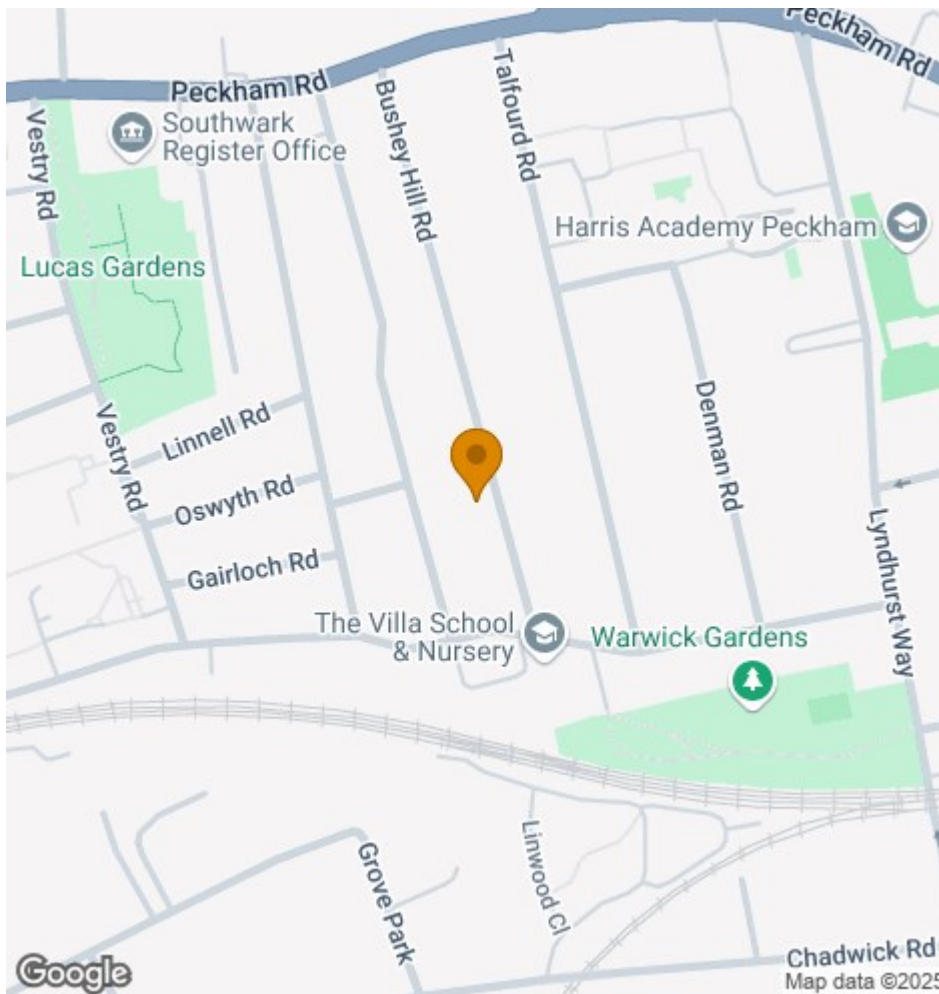 Peckham Rd
Peckham Rd
Vestry Rd
Southwark
Register Office
Bushey Hill Rd
Talfourd Rd
Harris Academy Peckham
Lucas Gardens
Linnell Rd
Vestry Rd
Oswyth Rd
Gairloch Rd
Denman Rd
Lyndhurst Way
The Villa School
& Nursery
Warwick Gardens
Linwood Cl
Grove Park
Chadwick Rd
Google
Map data ©2025